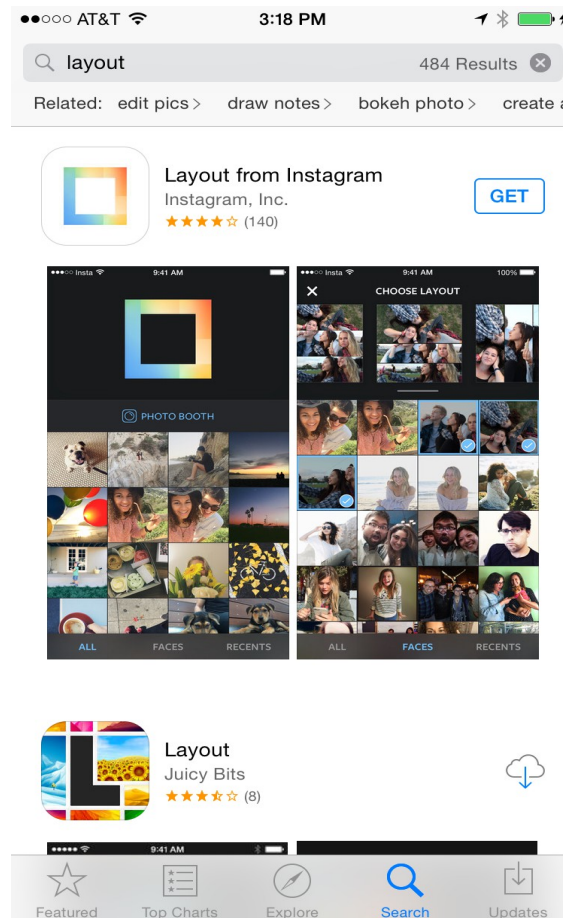 AT&T 3:18 PM
layout 484 Results
Related: edit pics > draw notes > bokeh photo > create a
Layout from Instagram
Instagram, Inc.
(140)
GET
Insta 9:41 AM
PHOTO BOOTH
ALL FACES RECENTS
Insta 9:41 AM 100%
CHOOSE LAYOUT
ALL FACES RECENTS
Layout
Juicy Bits
(8)
9:41 AM
Featured Top Charts Explore Search Updates